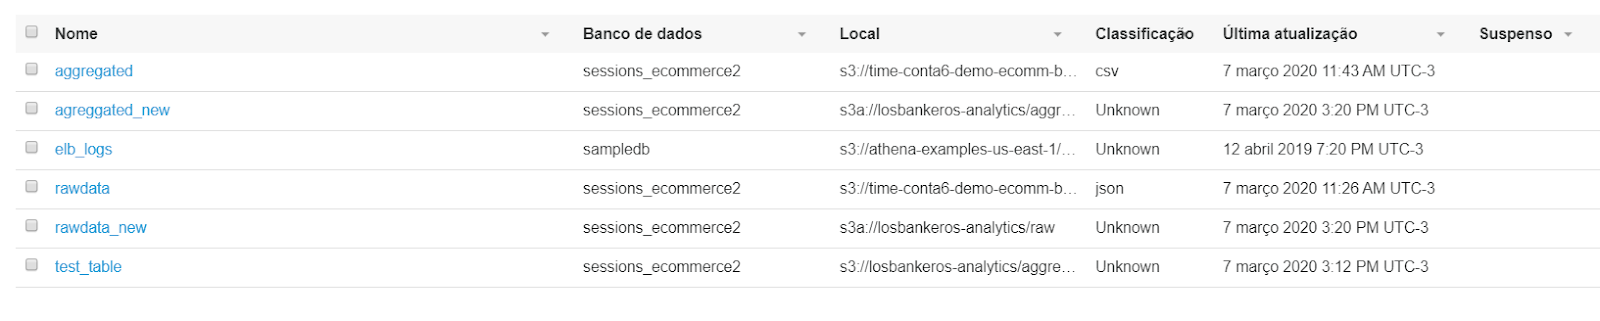 Nome Banco de dados Local Classificação Última atualização Suspenso
aggregated sessions_ecommerce2 s3://time-conta6-demo-ecomm-b... csv 7 março 2020 11:43 AM UTC-3
agreggated_new sessions_ecommerce2 s3a://losbankeros-analytics/aggr... Unknown 7 março 2020 3:20 PM UTC-3
elb_logs sampledb s3://athena-examples-us-east-1/... Unknown 12 abril 2019 7:20 PM UTC-3
rawdata sessions_ecommerce2 s3://time-conta6-demo-ecomm-b... json 7 março 2020 11:26 AM UTC-3
rawdata_new sessions_ecommerce2 s3a://losbankeros-analytics/raw Unknown 7 março 2020 3:20 PM UTC-3
test_table sessions_ecommerce2 s3://losbankeros-analytics/aggre... Unknown 7 março 2020 3:12 PM UTC-3